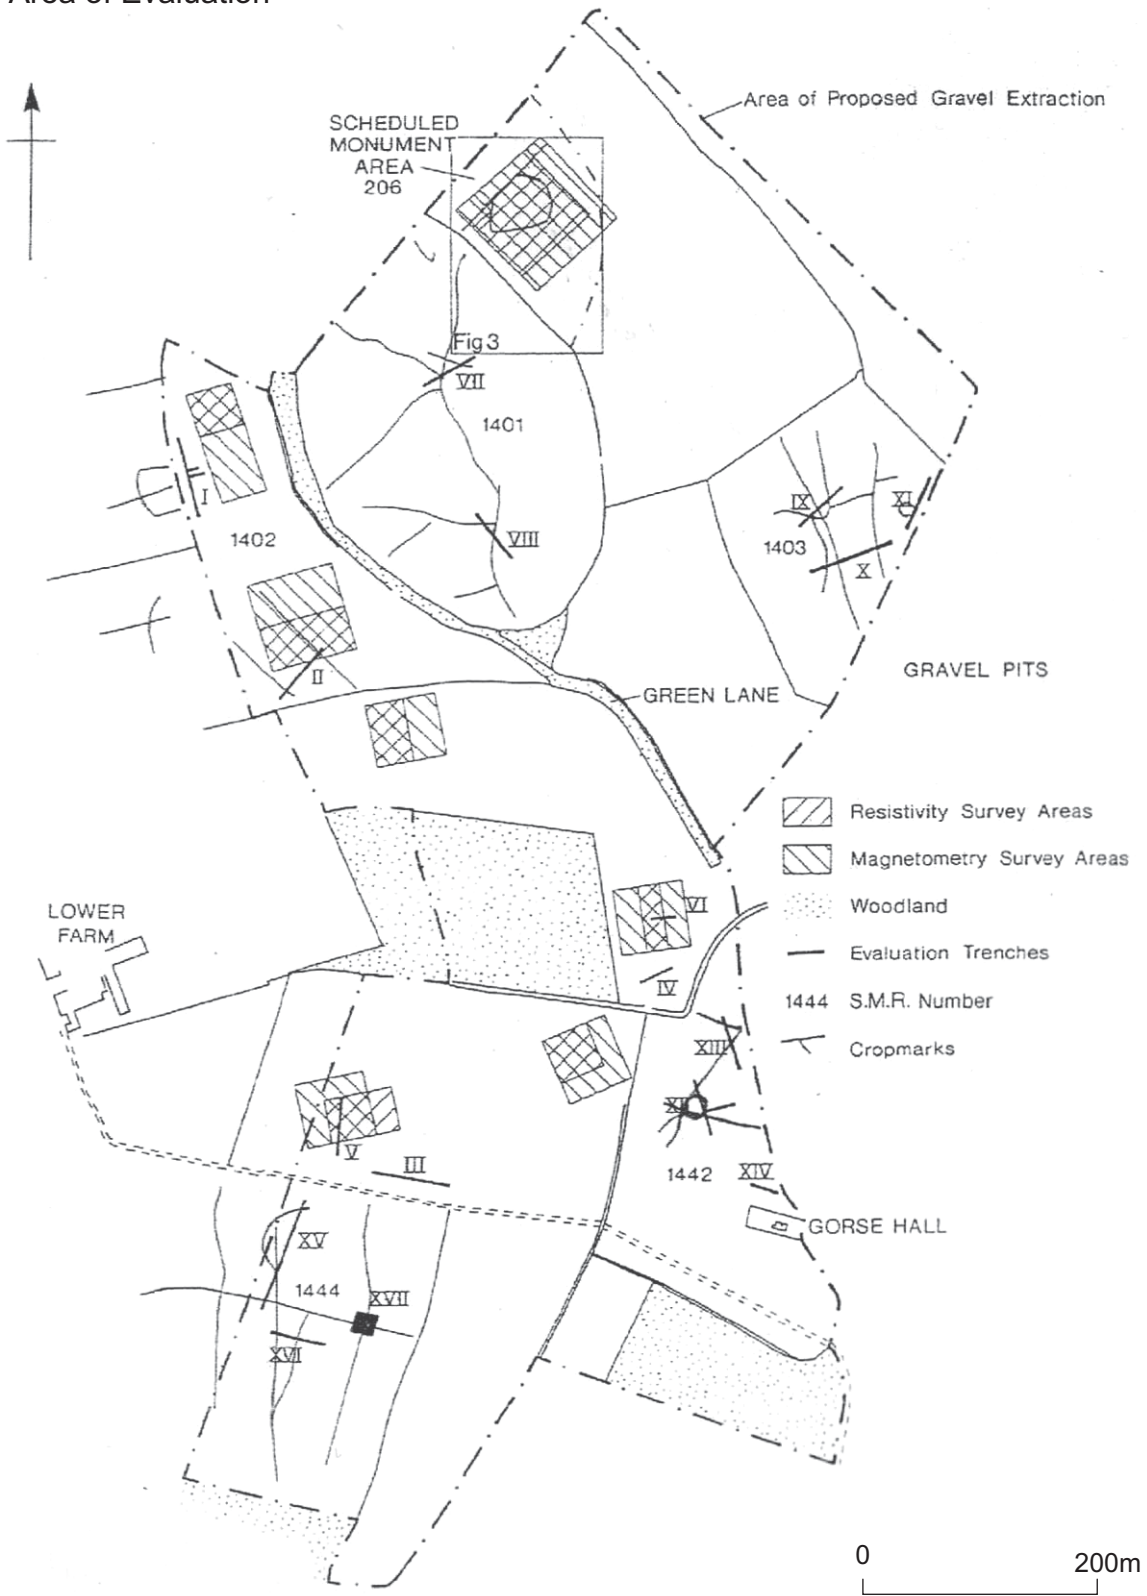 Area of Evaluation
Area of Proposed Gravel Extraction
SCHEDULED
MONUMENT
AREA
206
Fig3
VII
1401
I
1402
VIII
IX
XI
1403
X
II
GRAVEL PITS
GREEN LANE
Resistivity Survey Areas
Magnetometry Survey Areas
Woodland
Evaluation Trenches
1444 S.M.R. Number
Cropmarks
LOWER
FARM
VI
IV
XIII
V
III
1442
XIV
GORSE HALL
XV
1444
XVII
XVI
0 200m